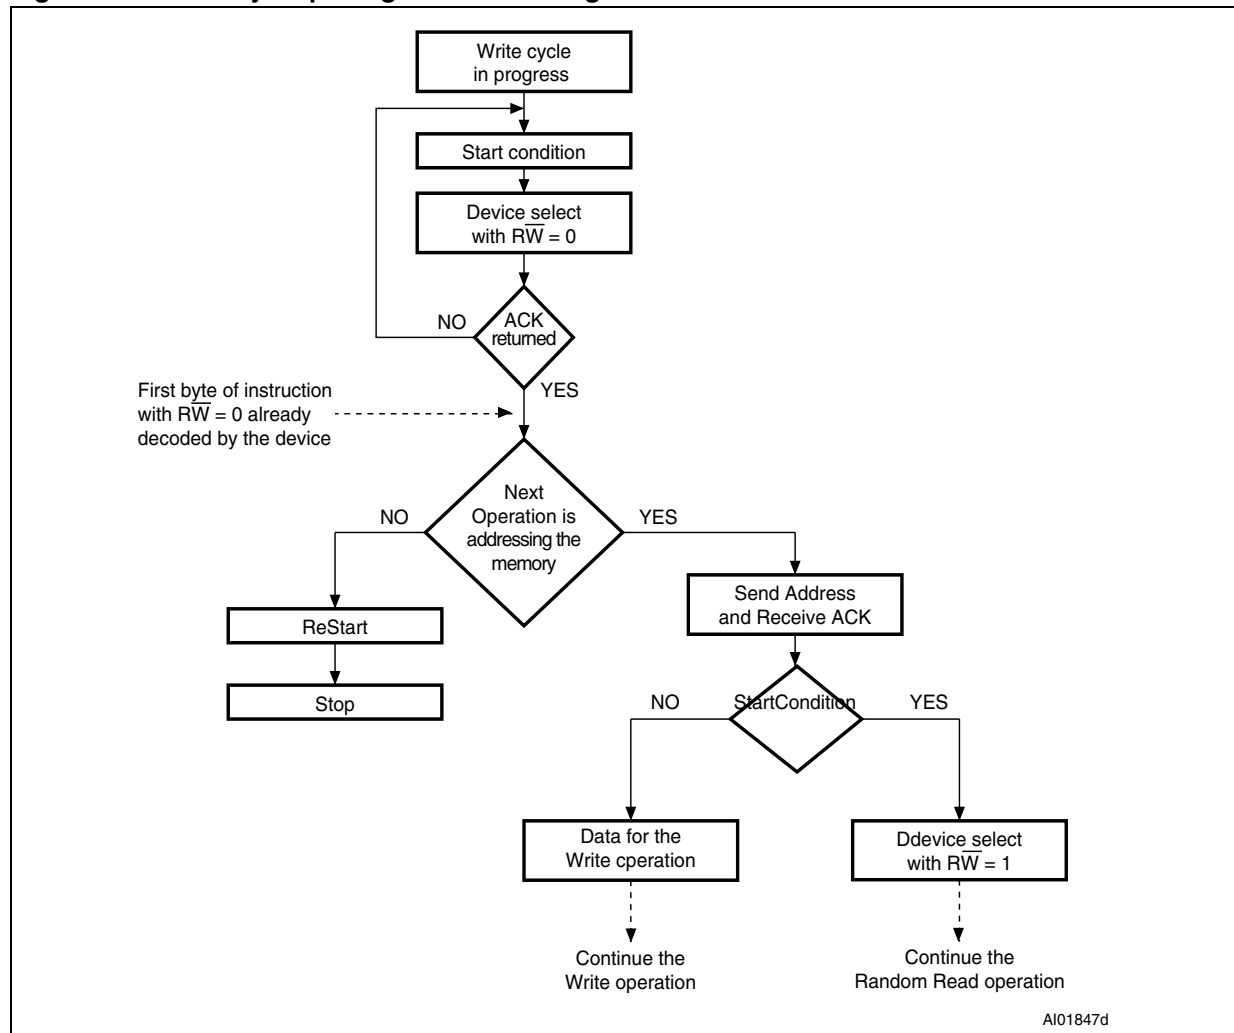 Write cycle
in progress
Start condition
Device select
with RW̅ = 0
ACK
returned
NO
YES
First byte of instruction
with RW̅ = 0 already
decoded by the device
Next
Operation is
addressing the
memory
NO
YES
Send Address
and Receive ACK
ReStart
Stop
StartCondition
NO
YES
Data for the
Write cperation
Ddevice select
with RW̅ = 1
Continue the
Write operation
Continue the
Random Read operation
AI01847d